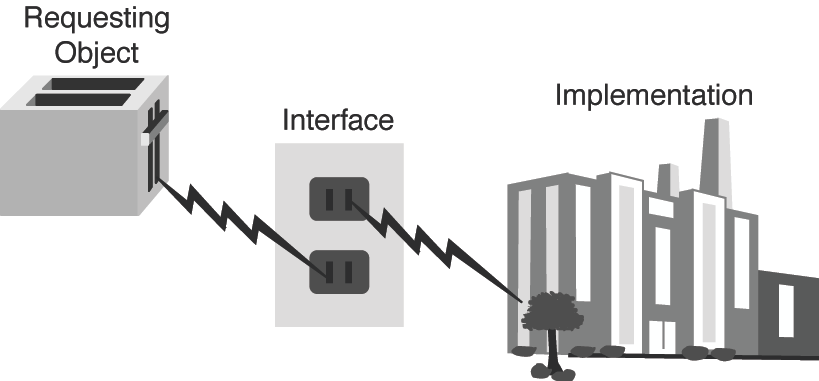 Requesting
Object
Interface
Implementation